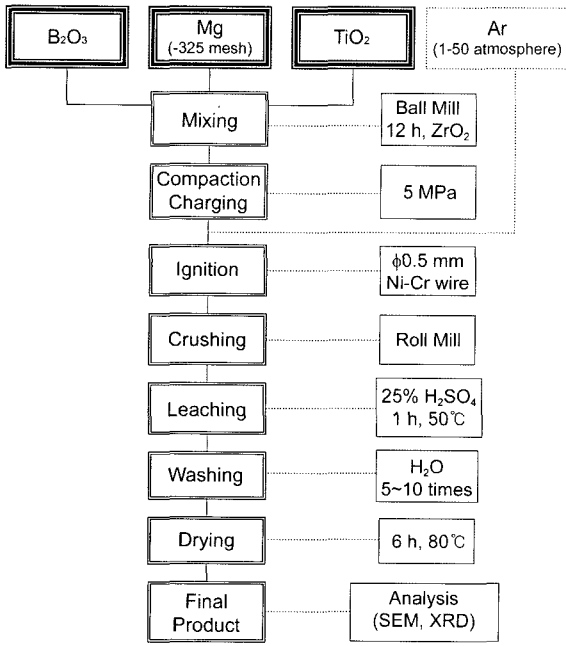 B₂O₃
Mg
(-325 mesh)
TiO₂
Ar
(1-50 atmosphere)
Mixing
Ball Mill
12 h, ZrO₂
Compaction
Charging
5 MPa
Ignition
ϕ0.5 mm
Ni-Cr wire
Crushing
Roll Mill
Leaching
25% H₂SO₄
1 h, 50℃
Washing
H₂O
5~10 times
Drying
6 h, 80℃
Final
Product
Analysis
(SEM, XRD)